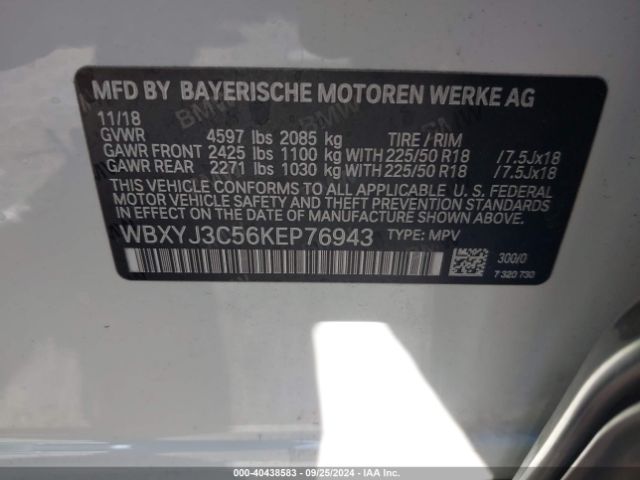 MFD BY BAYERISCHE MOTOREN WERKE AG
11/18
GVWR 4597 lbs 2085 kg TIRE / RIM
GAWR FRONT 2425 lbs 1100 kg WITH 225/50 R18 /7.5Jx18
GAWR REAR 2271 lbs 1030 kg WITH 225/50 R18 /7.5Jx18
THIS VEHICLE CONFORMS TO ALL APPLICABLE U. S. FEDERAL
MOTOR VEHICLE SAFETY, BUMPER, AND THEFT PREVENTION
STANDARDS IN EFFECT ON THE DATE OF MANUFACTURE SHOWN ABOVE.
WBXYJ3C56KEP76943 TYPE: MPV
300/0
7 320 730
000-40438583 - 09/25/2024 - IAAI.com